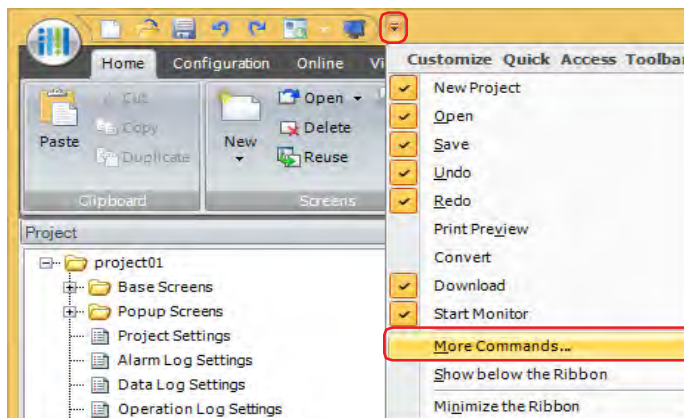 Home Configuration Online Vi
Customize Quick Access Toolbar
New Project
Open
Save
Undo
Redo
Print Preview
Convert
Download
Start Monitor
More Commands...
Show below the Ribbon
Minimize the Ribbon
Paste
Cut
Copy
Duplicate
Clipboard
New
Open
Delete
Reuse
Screens
Project
project01
Base Screens
Popup Screens
Project Settings
Alarm Log Settings
Data Log Settings
Operation Log Settings